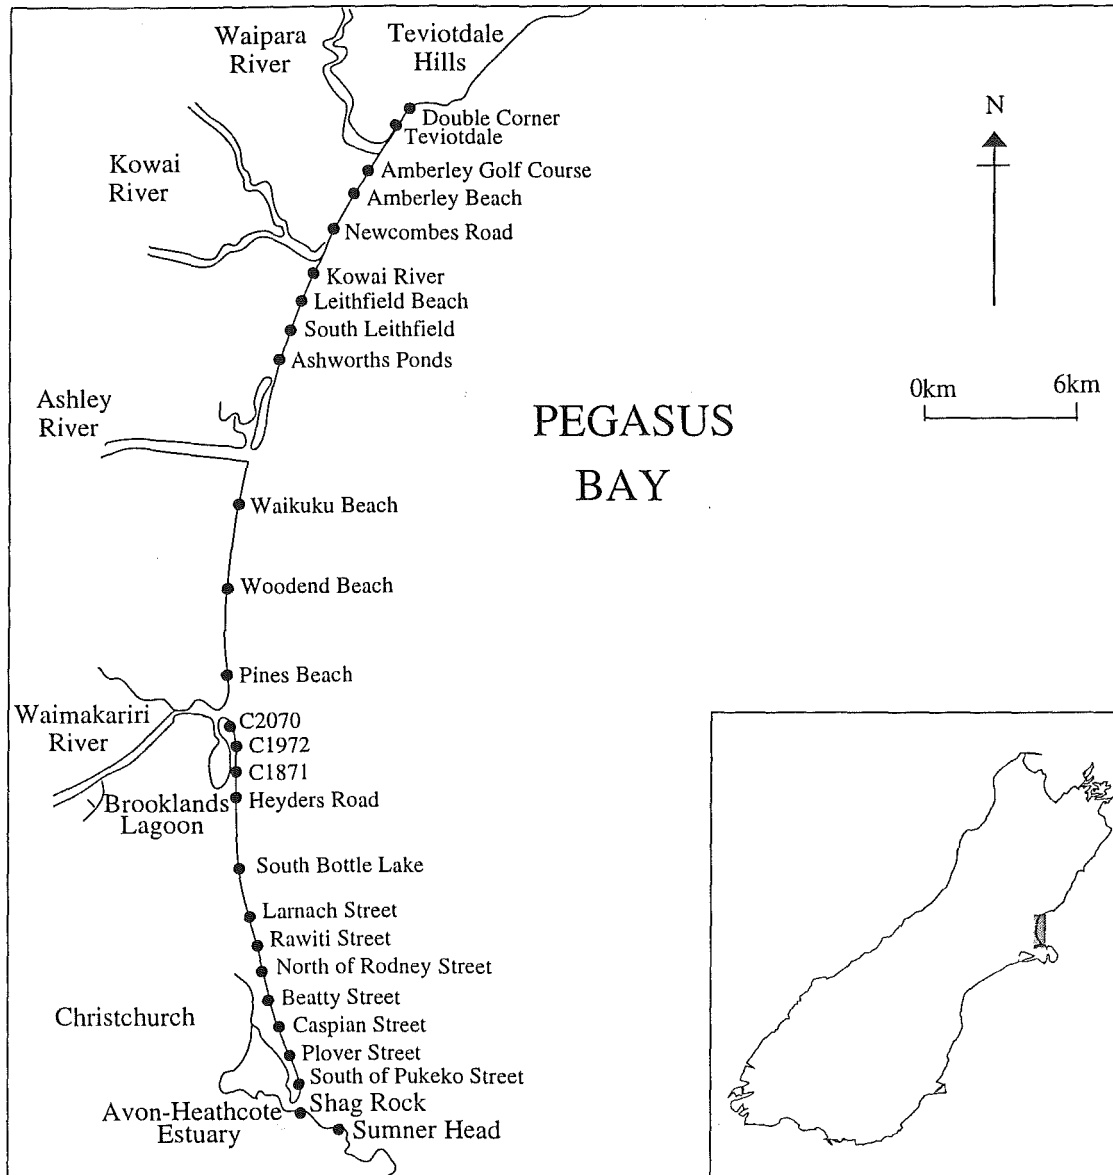 Waipara
River
Teviotdale
Hills
Double Corner
Teviotdale
N
Kowai
River
Amberley Golf Course
Amberley Beach
Newcombes Road
Kowai River
Leithfield Beach
South Leithfield
Ashworths Ponds
0km
6km
Ashley
River
PEGASUS
BAY
Waikuku Beach
Woodend Beach
Pines Beach
Waimakariri
River
C2070
C1972
C1871
Heyders Road
Brooklands
Lagoon
South Bottle Lake
Larnach Street
Rawiti Street
North of Rodney Street
Beatty Street
Christchurch
Caspian Street
Plover Street
South of Pukeko Street
Shag Rock
Avon-Heathcote
Estuary
Sumner Head